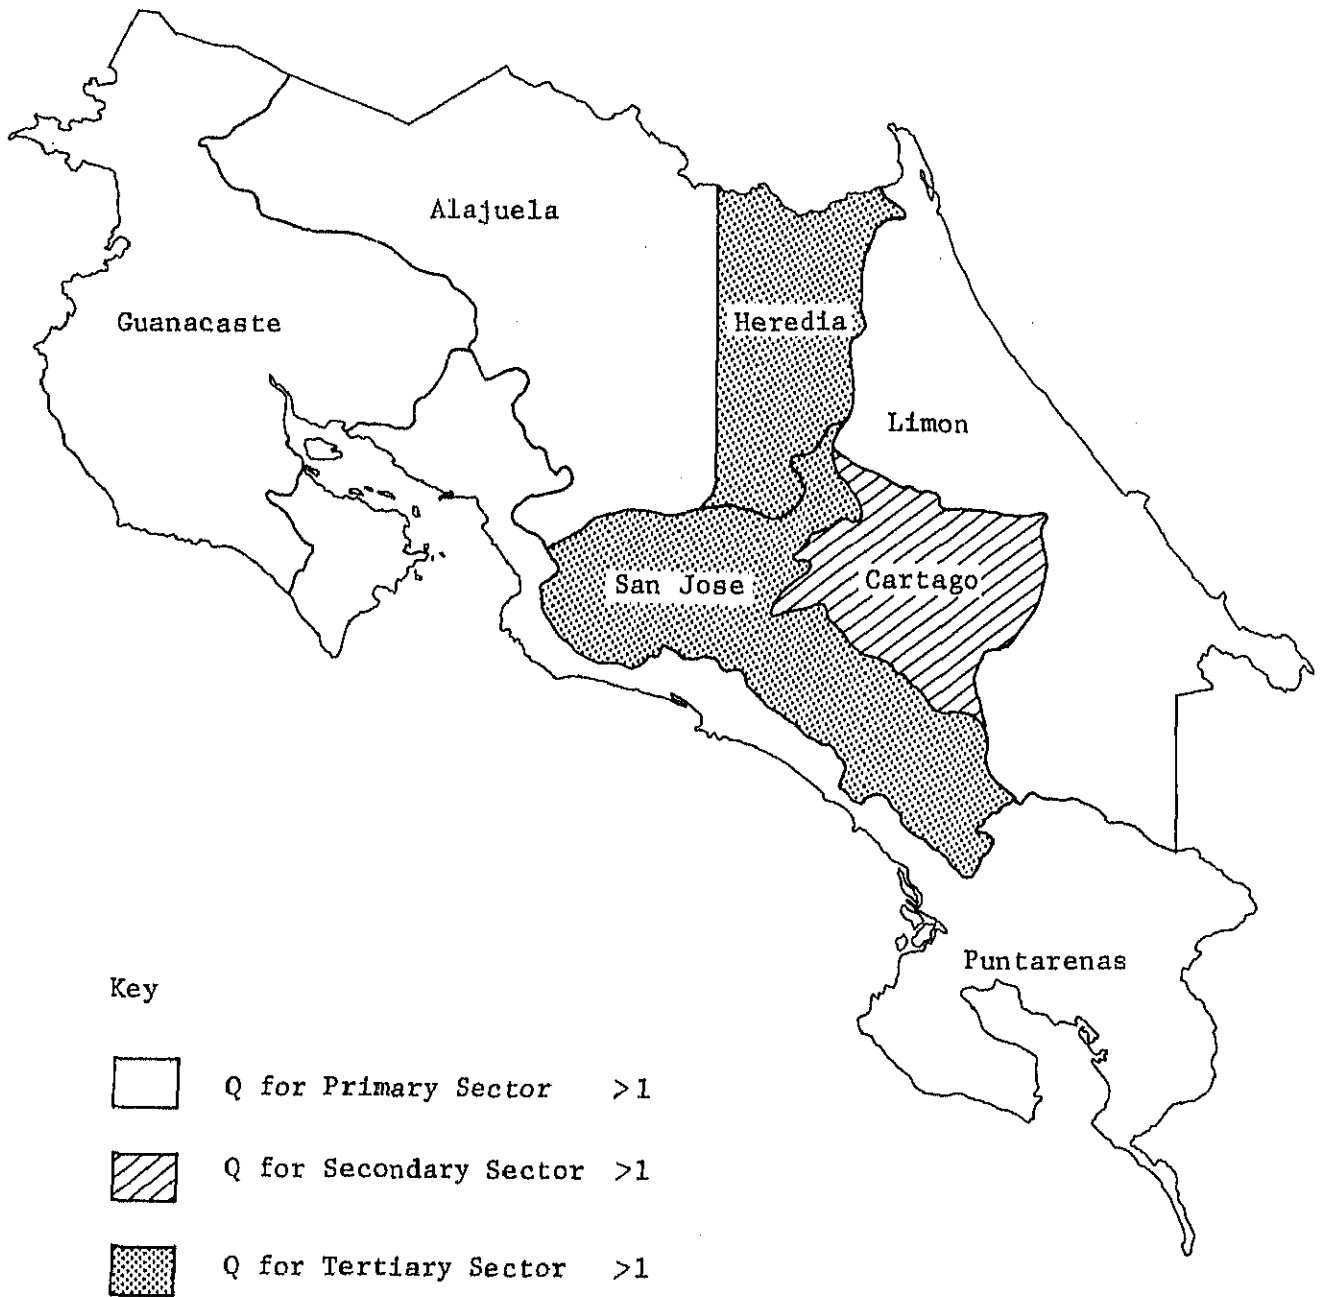 Alajuela
Guanacaste
Heredia
Limon
San Jose
Cartago
Puntarenas
Key
Q for Primary Sector >1
Q for Secondary Sector >1
Q for Tertiary Sector >1